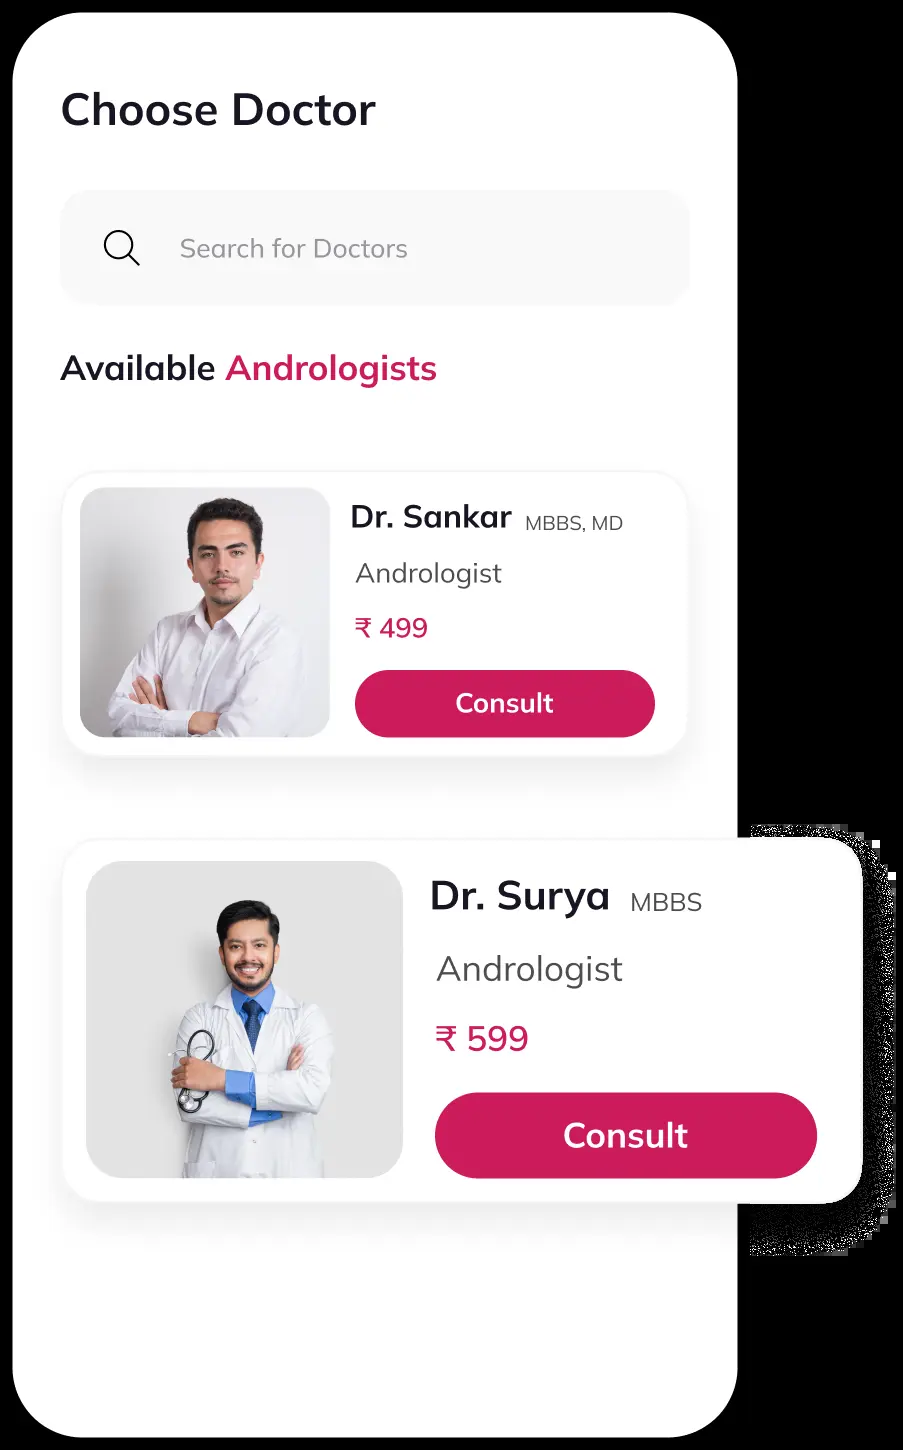 Choose Doctor
Search for Doctors
Available Andrologists
Dr. Sankar MBBS, MD
Andrologist
₹ 499
Consult
Dr. Surya MBBS
Andrologist
₹ 599
Consult